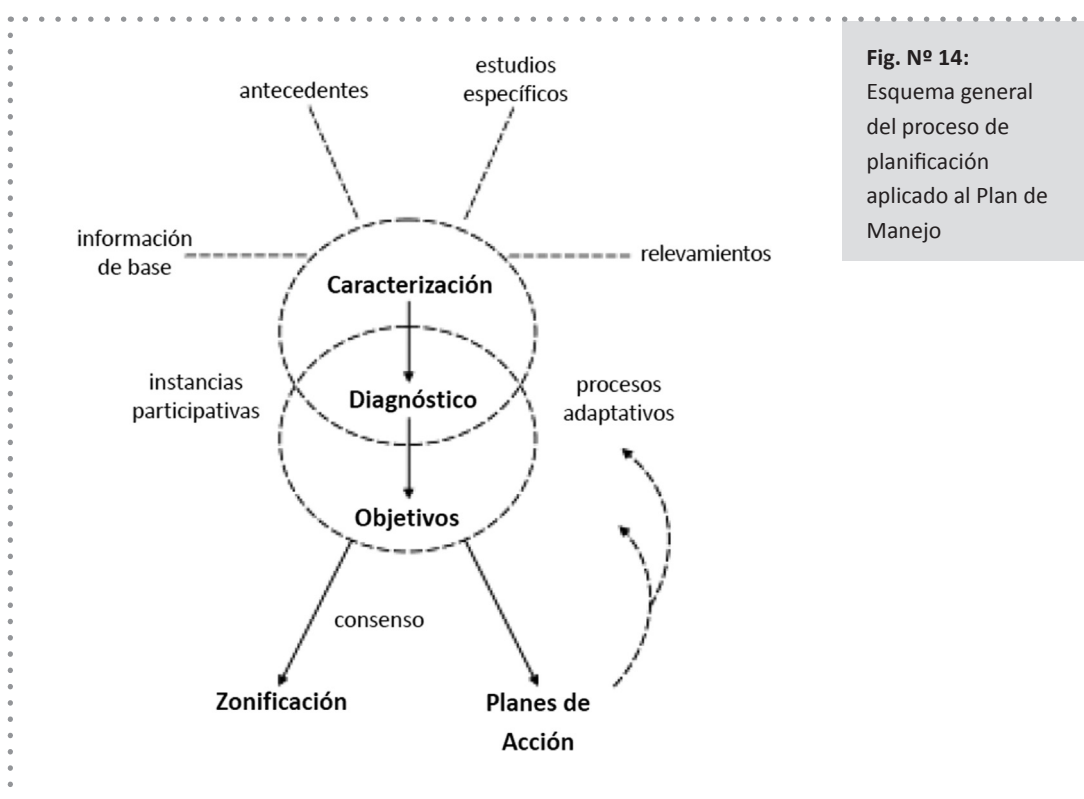 Fig. Nº 14:
Esquema general
del proceso de
planificación
aplicado al Plan de
Manejo
estudios
específicos
antecedentes
información
de base
relevamientos
Caracterización
instancias
participativas
Diagnóstico
procesos
adaptativos
Objetivos
consenso
Zonificación
Planes de
Acción